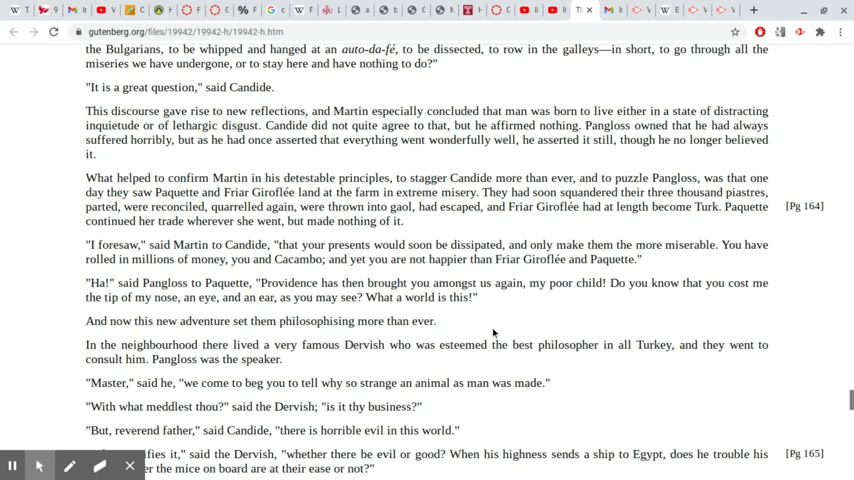 gutenberg.org/files/19942/19942-h/19942-h.htm
the Bulgarians, to be whipped and hanged at an auto-da-fé, to be dissected, to row in the galleys—in short, to go through all the
miseries we have undergone, or to stay here and have nothing to do?"
"It is a great question," said Candide.
This discourse gave rise to new reflections, and Martin especially concluded that man was born to live either in a state of distracting
inquietude or of lethargic disgust. Candide did not quite agree to that, but he affirmed nothing. Pangloss owned that he had always
suffered horribly, but as he had once asserted that everything went wonderfully well, he asserted it still, though he no longer believed
it.
What helped to confirm Martin in his detestable principles, to stagger Candide more than ever, and to puzzle Pangloss, was that one
day they saw Paquette and Friar Giroflée land at the farm in extreme misery. They had soon squandered their three thousand piastres,
parted, were reconciled, quarrelled again, were thrown into gaol, had escaped, and Friar Giroflée had at length become Turk. Paquette [Pg 164]
continued her trade wherever she went, but made nothing of it.
"I foresaw," said Martin to Candide, "that your presents would soon be dissipated, and only make them the more miserable. You have
rolled in millions of money, you and Cacambo; and yet you are not happier than Friar Giroflée and Paquette."
"Ha!" said Pangloss to Paquette, "Providence has then brought you amongst us again, my poor child! Do you know that you cost me
the tip of my nose, an eye, and an ear, as you may see? What a world is this!"
And now this new adventure set them philosophising more than ever.
In the neighbourhood there lived a very famous Dervish who was esteemed the best philosopher in all Turkey, and they went to
consult him. Pangloss was the speaker.
"Master," said he, "we come to beg you to tell why so strange an animal as man was made."
"With what meddlest thou?" said the Dervish; "is it thy business?"
"But, reverend father," said Candide, "there is horrible evil in this world."
it," said the Dervish, "whether there be evil or good? When his highness sends a ship to Egypt, does he trouble his [Pg 165]
the mice on board are at their ease or not?"